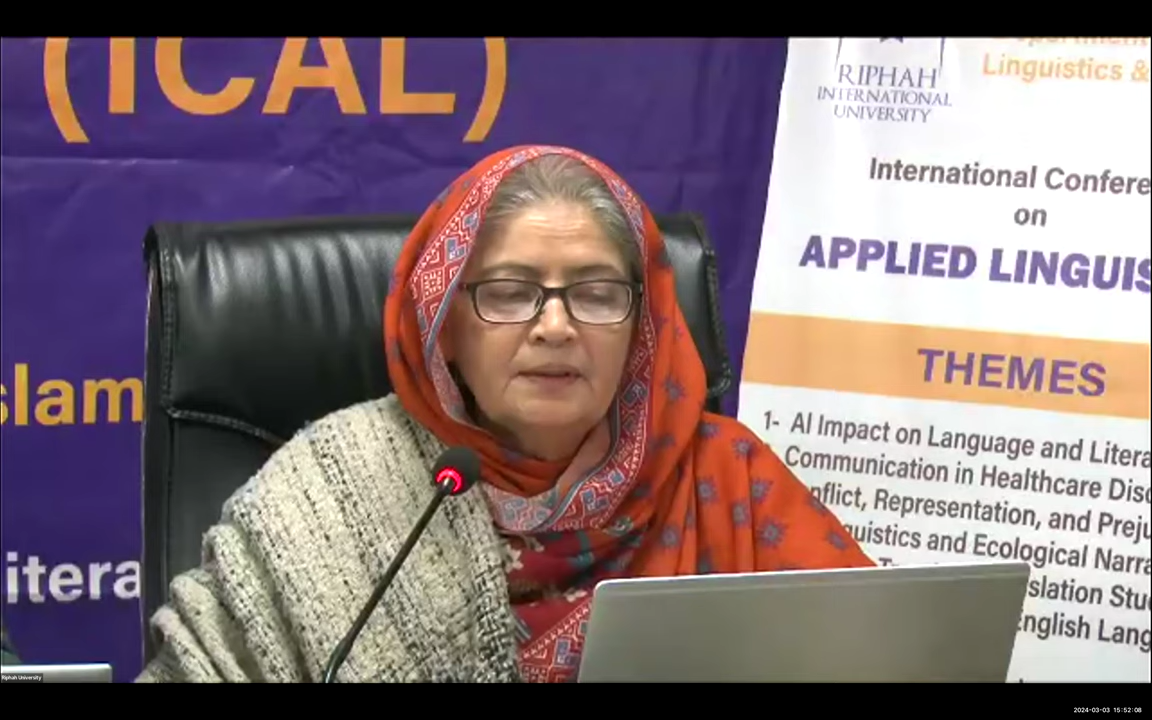 (ICAL)
slam
itera
Linguistics &
RIPHAH
INTERNATIONAL
UNIVERSITY
International Confere
on
APPLIED LINGUIS
THEMES
1- AI Impact on Language and Litera
Communication in Healthcare Disc
nflict, Representation, and Preju
uistics and Ecological Narra
slation Stu
English Lang
Riphah University
2024-03-03 15:52:08